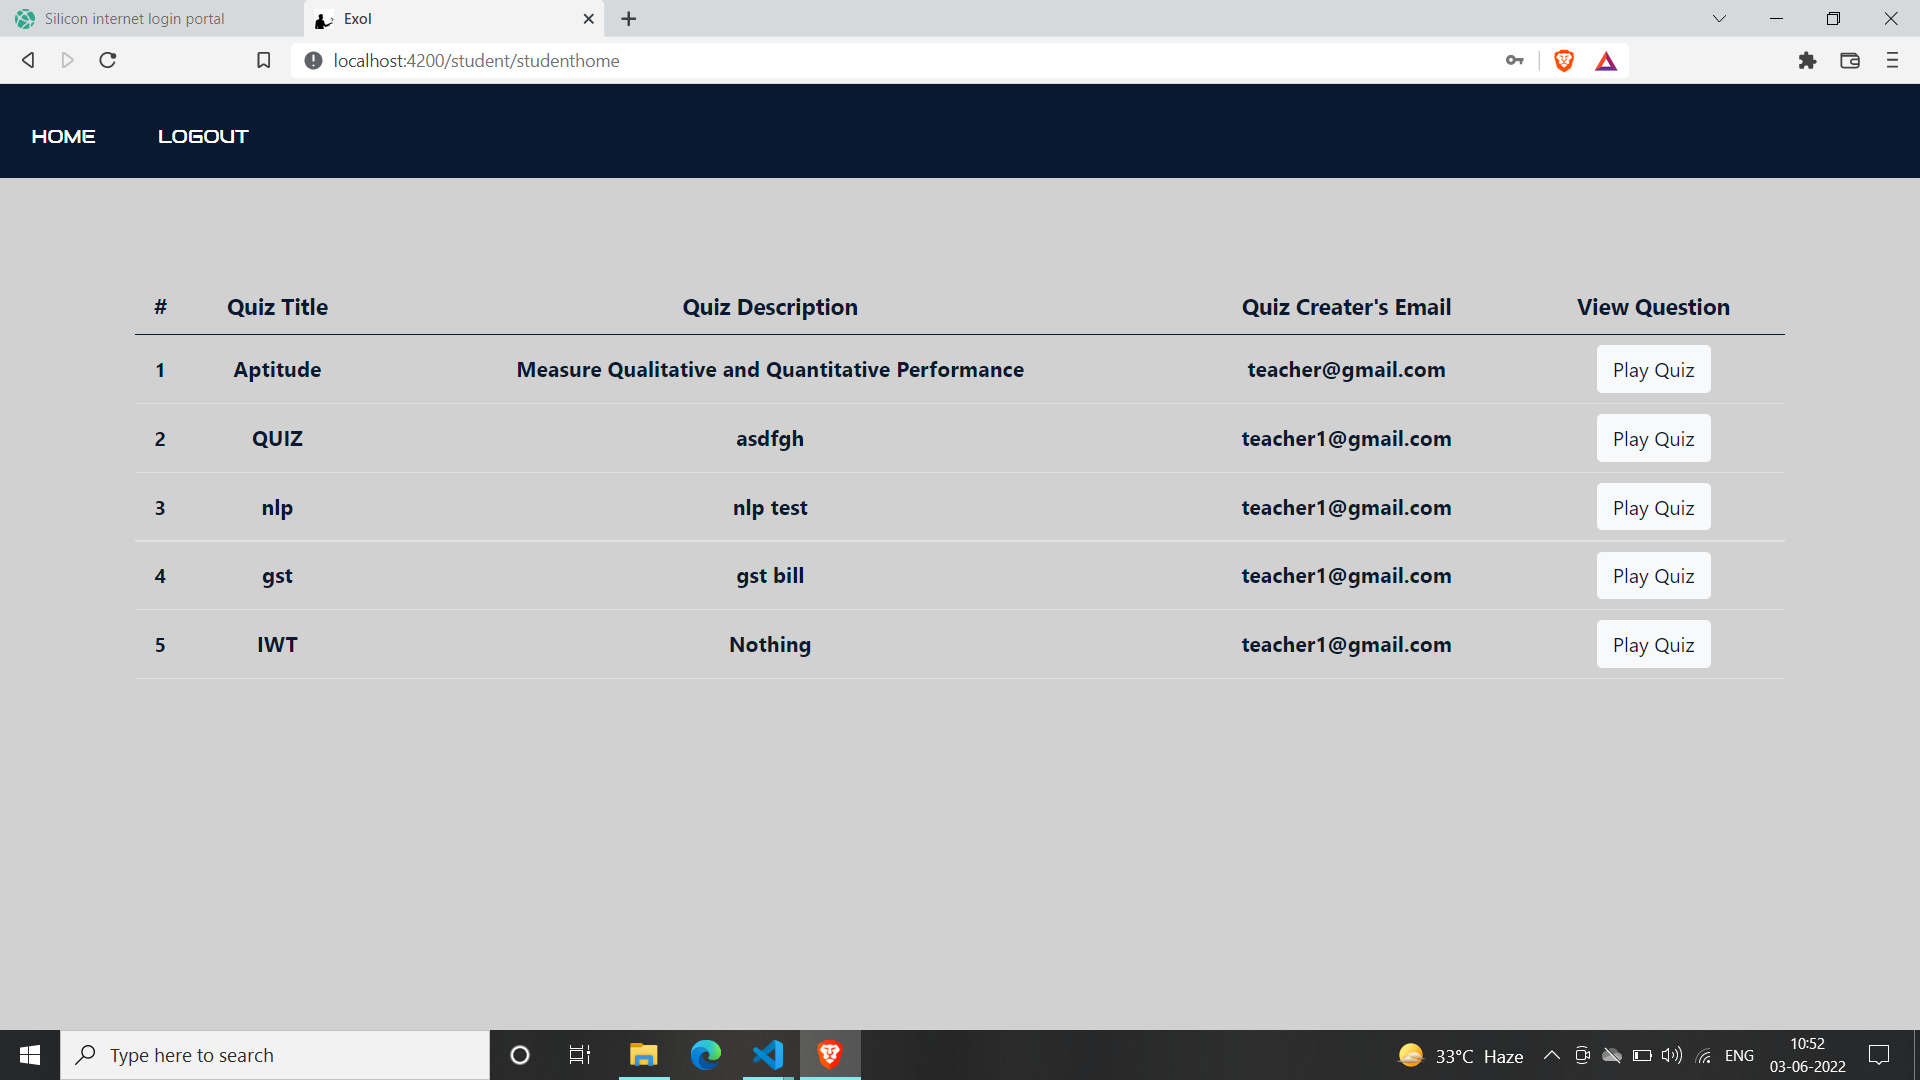 Silicon internet login portal
Exol
localhost:4200/student/studenthome
HOME LOGOUT
# Quiz Title Quiz Description Quiz Creater's Email View Question
1 Aptitude Measure Qualitative and Quantitative Performance teacher@gmail.com Play Quiz
2 QUIZ asdfgh teacher1@gmail.com Play Quiz
3 nlp nlp test teacher1@gmail.com Play Quiz
4 gst gst bill teacher1@gmail.com Play Quiz
5 IWT Nothing teacher1@gmail.com Play Quiz
Type here to search
33°C Haze
ENG
10:52
03-06-2022